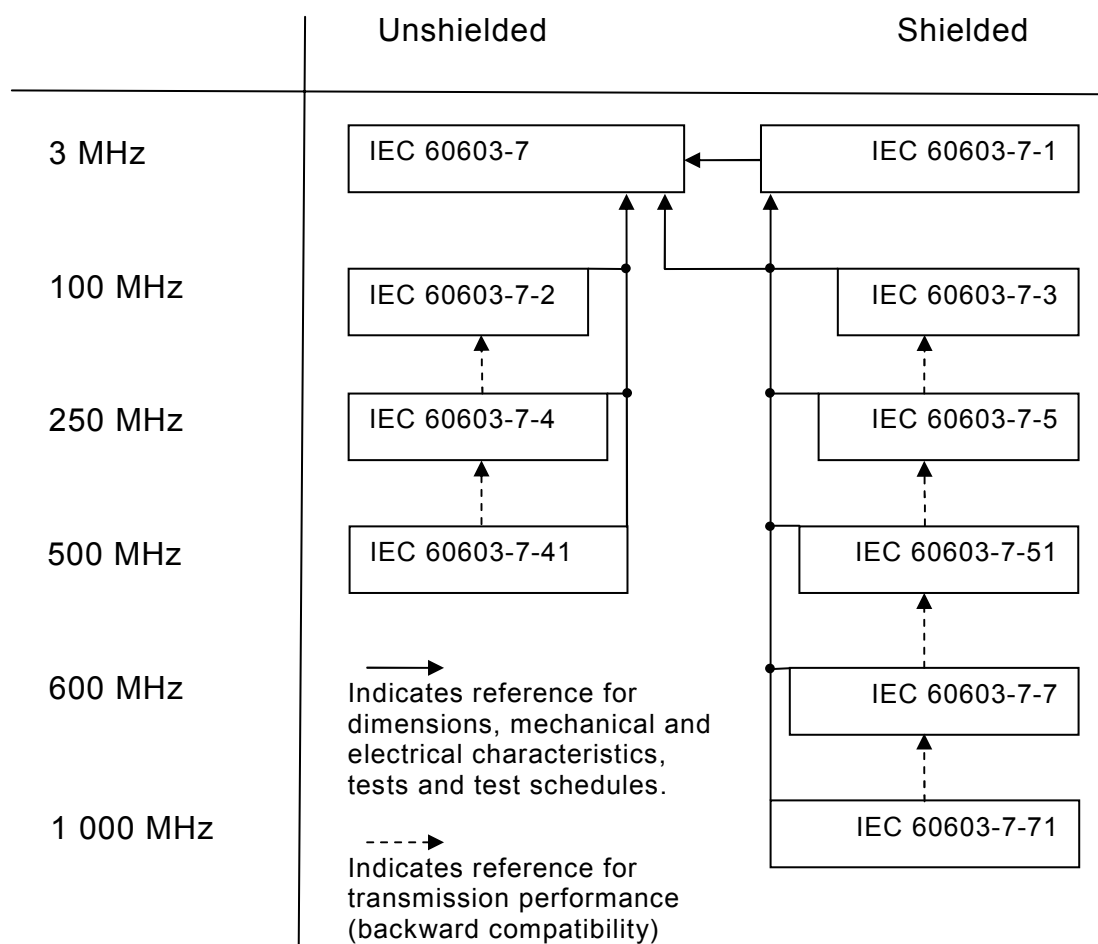 Unshielded Shielded
3 MHz IEC 60603-7 IEC 60603-7-1
100 MHz IEC 60603-7-2 IEC 60603-7-3
250 MHz IEC 60603-7-4 IEC 60603-7-5
500 MHz IEC 60603-7-41 IEC 60603-7-51
600 MHz IEC 60603-7-7
Indicates reference for
dimensions, mechanical and
electrical characteristics,
tests and test schedules.
1 000 MHz IEC 60603-7-71
Indicates reference for
transmission performance
(backward compatibility)